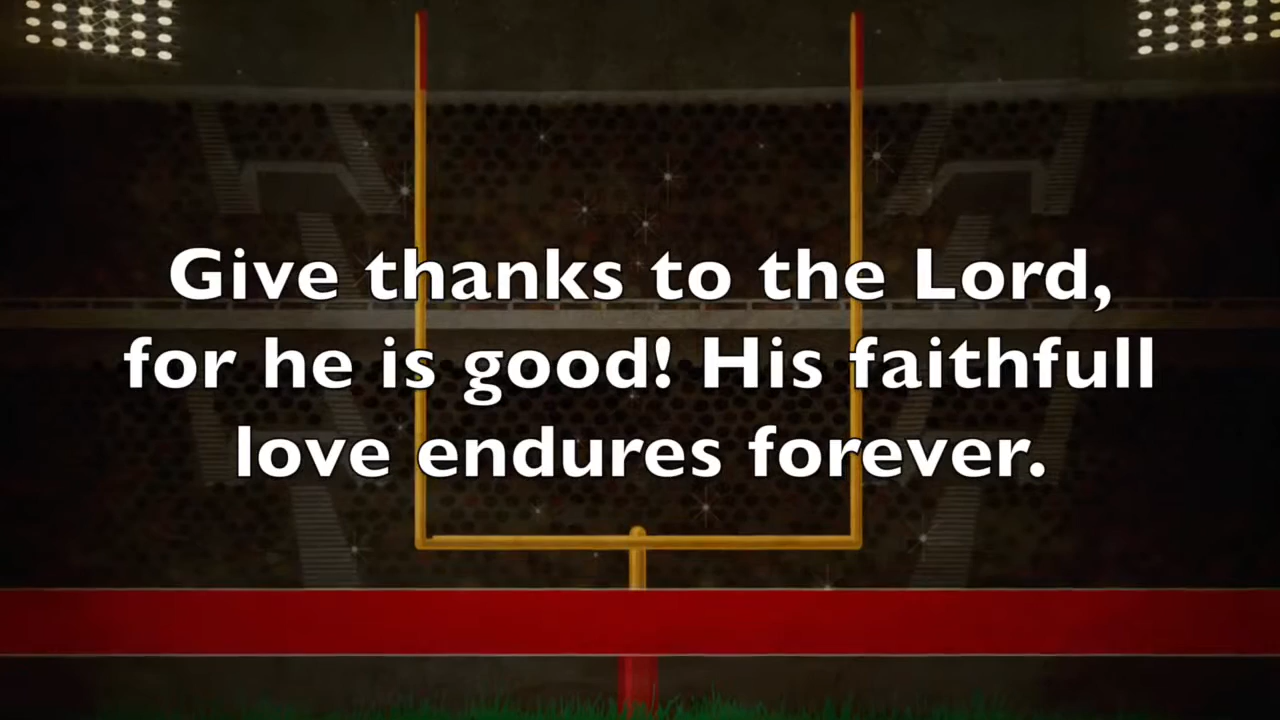 Give thanks to the Lord,
for he is good! His faithfull
love endures forever.